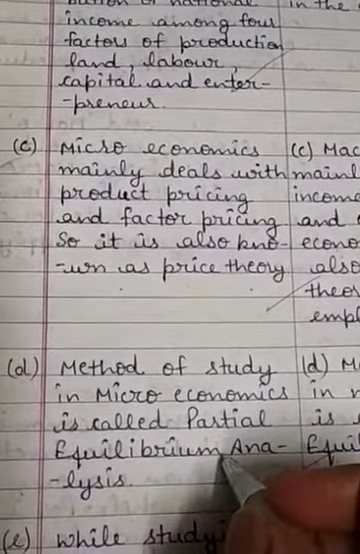 income among four in the
factors of production
land, labour,
capital and enter-
-preneur.
(c) Micro economics (c) Mac
mainly deals with mainl
product pricing income
and factor pricing and
So it is also kno- econo
-wn as price theory also
theor
empl
(d) Method of study (d) M
in Micro economics in
is called Partial is
Equilibrium Ana- Equi
-lysis.
(e) while study